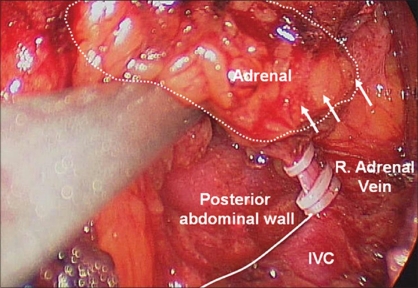 Adrenal
R. Adrenal
Vein
Posterior
abdominal wall
IVC